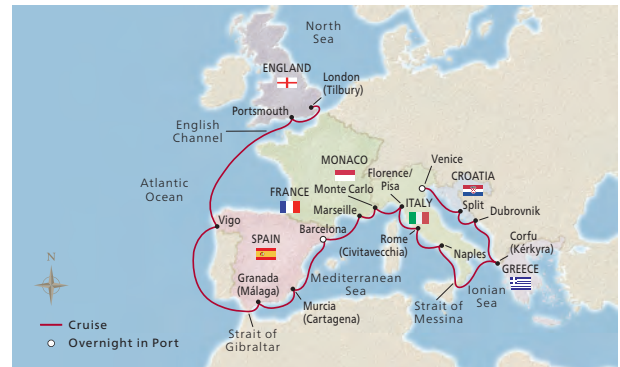 North
Sea
ENGLAND
London
(Tilbury)
Portsmouth
English
Channel
Atlantic
Ocean
MONACO
Florence/
Pisa
Venice
CROATIA
FRANCE
Monte Carlo
Marseille
ITALY
Split
Dubrovnik
Vigo
SPAIN
Barcelona
Rome
(Civitavecchia)
Naples
Corfu
(Kérkyra)
GREECE
Granada
(Málaga)
Mediterranean
Sea
Ionian
Sea
Murcia
(Cartagena)
Strait of
Messina
Strait of
Gibraltar
N
Cruise
Overnight in Port